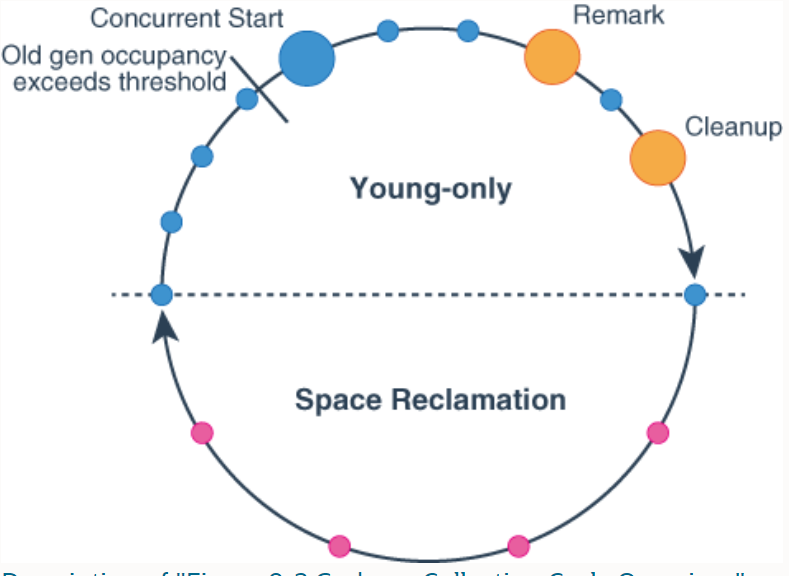 Concurrent Start
Remark
Old gen occupancy
exceeds threshold
Cleanup
Young-only
Space Reclamation